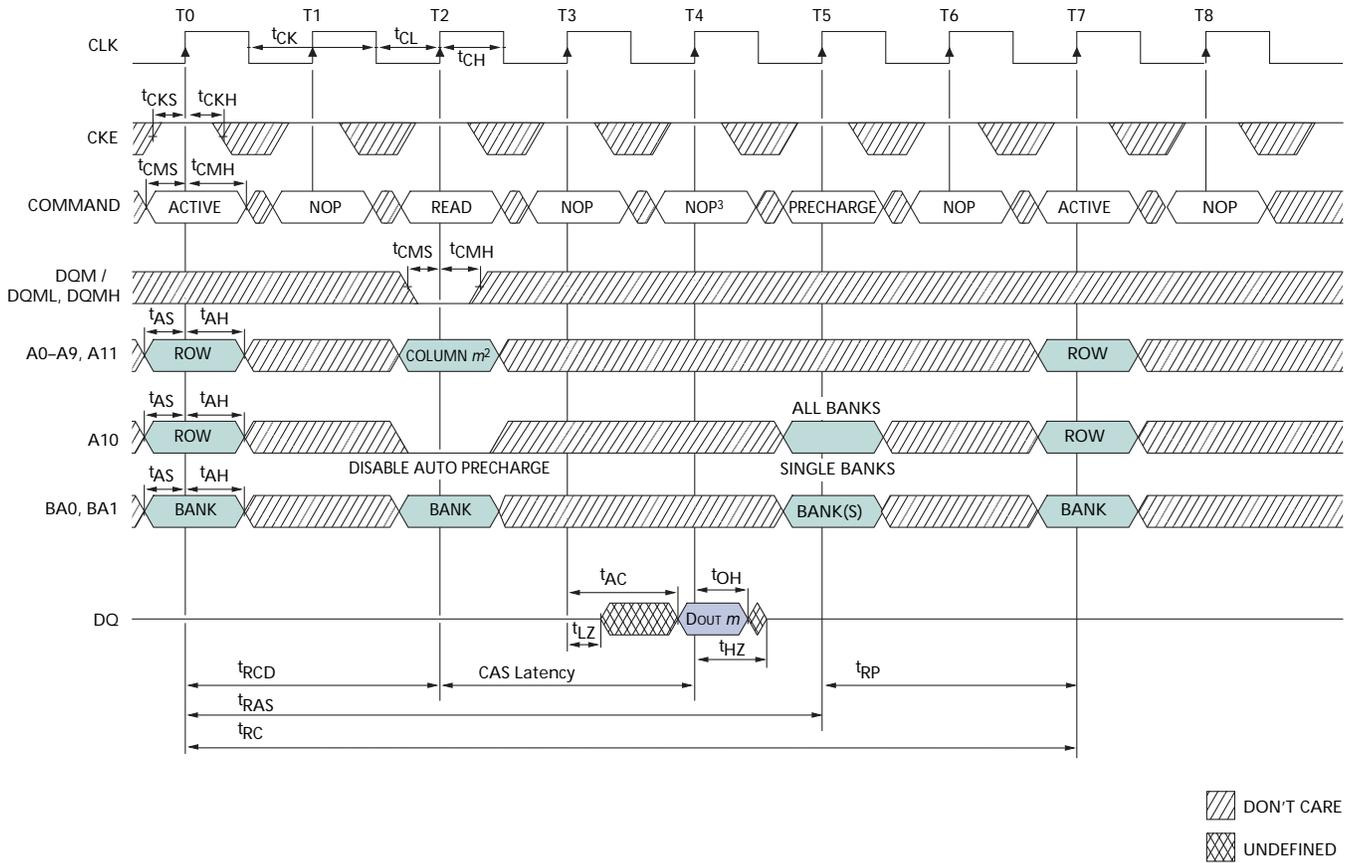 T0 T1 T2 T3 T4 T5 T6 T7 T8
CLK
tCK tCL
tCH
tCKS tCKH
CKE
tCMS tCMH
COMMAND ACTIVE NOP READ NOP NOP3 PRECHARGE NOP ACTIVE NOP
tCMS tCMH
DQM /
DQML, DQMH
tAS tAH
A0–A9, A11 ROW COLUMN m2 ROW
tAS tAH
ALL BANKS
A10 ROW ROW
DISABLE AUTO PRECHARGE SINGLE BANKS
tAS tAH
BA0, BA1 BANK BANK BANK(S) BANK
tAC tOH
DQ DOUT m
tLZ tHZ
tRCD CAS Latency tRP
tRAS
tRC
DON'T CARE
UNDEFINED